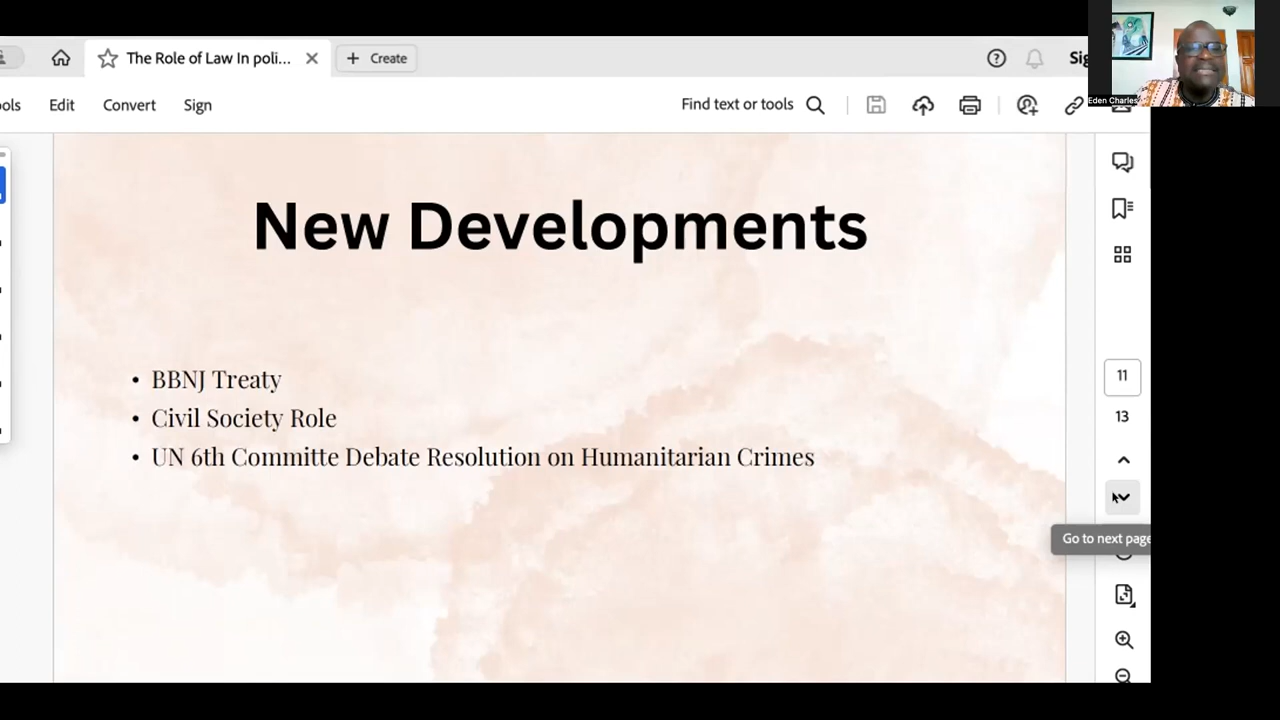 The Role of Law In poli...
Create
Sig
ools
Edit
Convert
Sign
Find text or tools
Eden Charles
New Developments
• BBNJ Treaty
• Civil Society Role
• UN 6th Committe Debate Resolution on Humanitarian Crimes
11
13
Go to next page